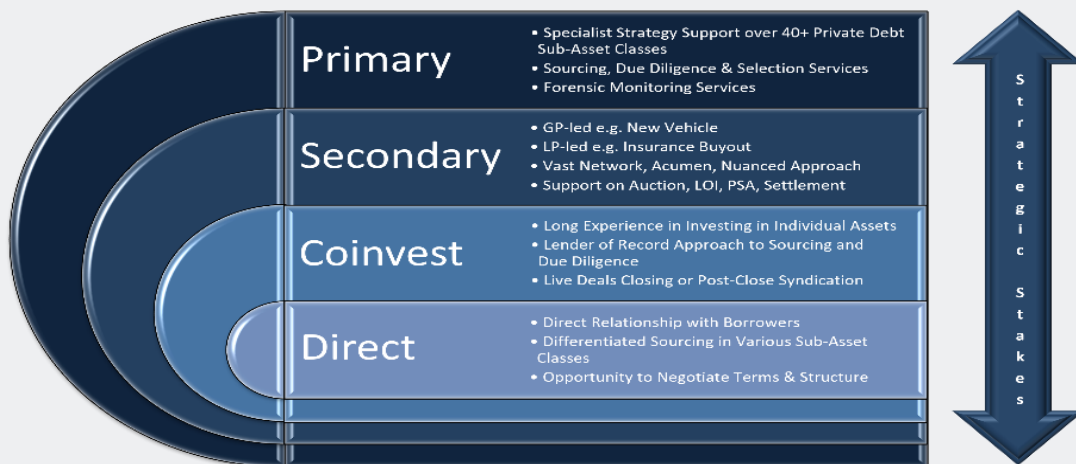 Primary
• Specialist Strategy Support over 40+ Private Debt
Sub-Asset Classes
• Sourcing, Due Diligence & Selection Services
• Forensic Monitoring Services
Secondary
• GP-led e.g. New Vehicle
• LP-led e.g. Insurance Buyout
• Vast Network, Acumen, Nuanced Approach
• Support on Auction, LOI, PSA, Settlement
Coinvest
• Long Experience in Investing in Individual Assets
• Lender of Record Approach to Sourcing and
Due Diligence
• Live Deals Closing or Post-Close Syndication
Direct
• Direct Relationship with Borrowers
• Differentiated Sourcing in Various Sub-Asset
Classes
• Opportunity to Negotiate Terms & Structure
Strategic Stakes